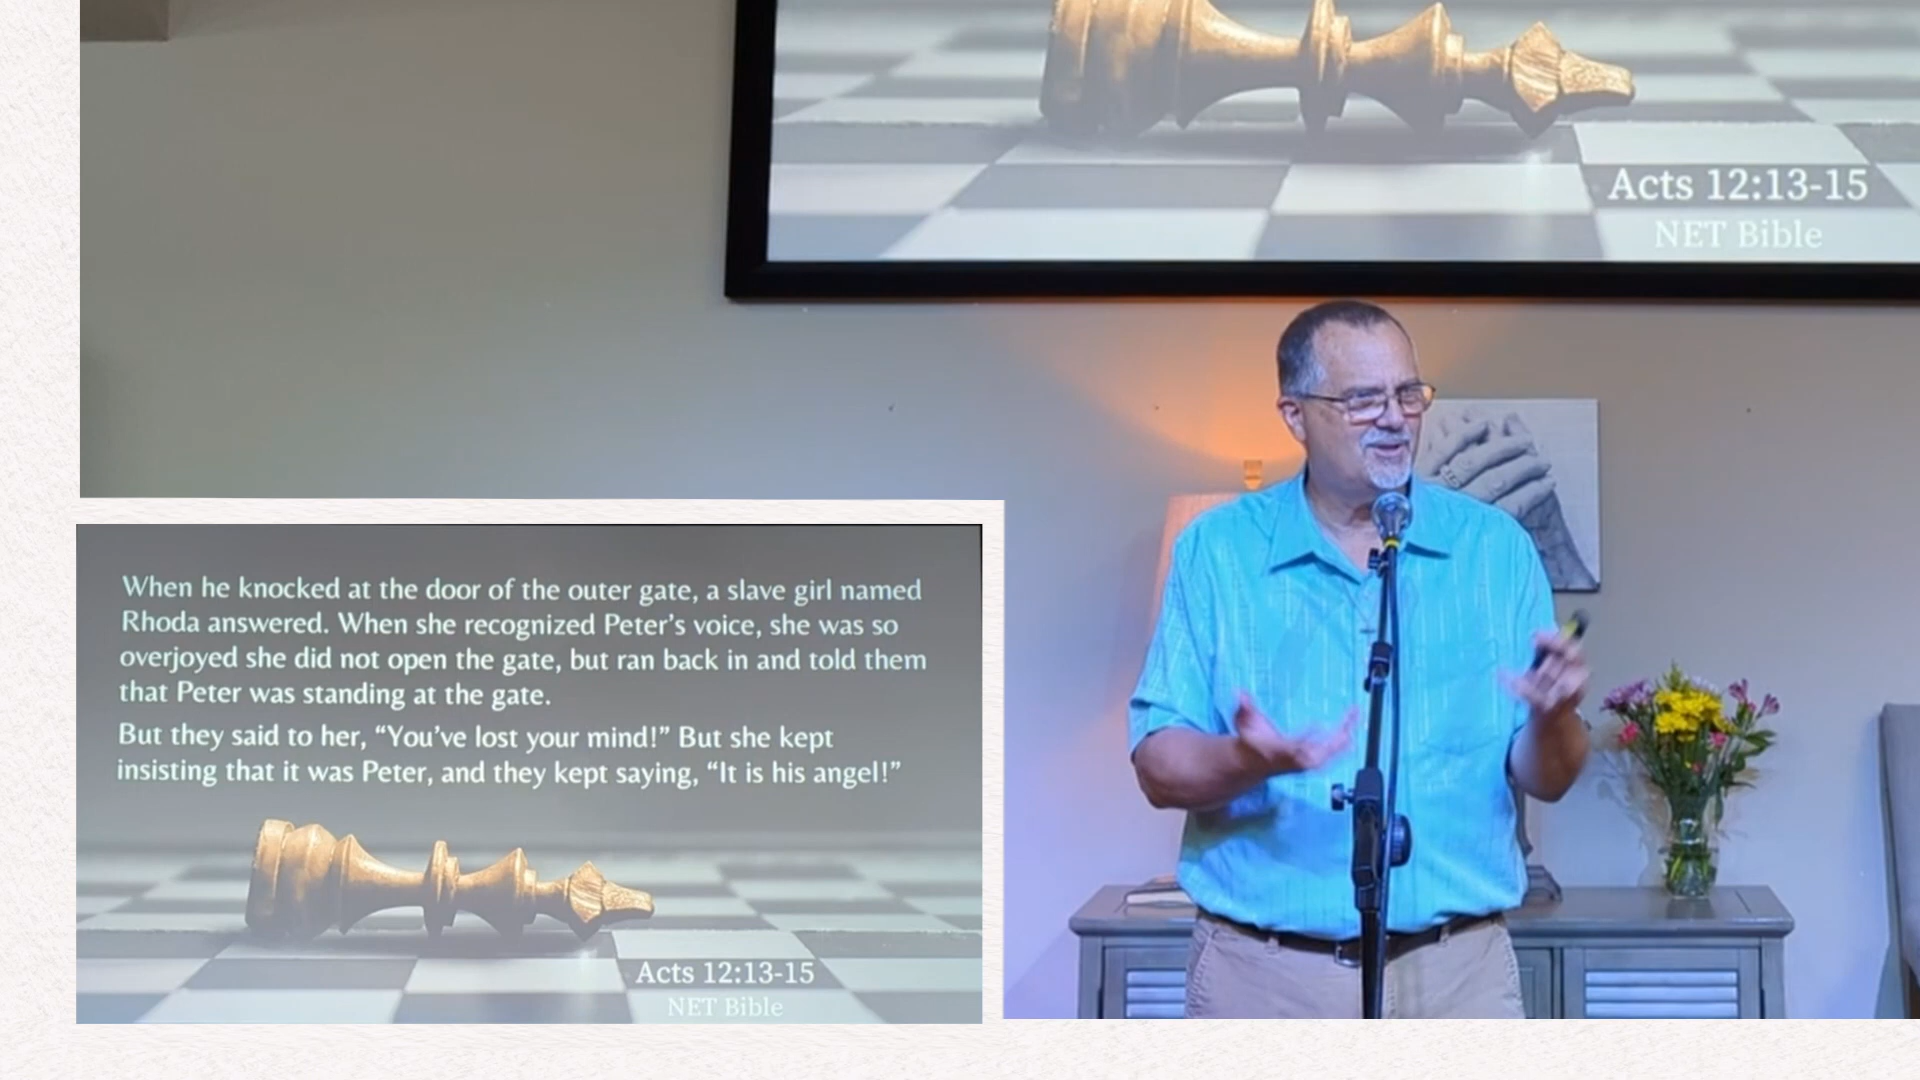 Acts 12:13-15
NET Bible
When he knocked at the door of the outer gate, a slave girl named
Rhoda answered. When she recognized Peter’s voice, she was so
overjoyed she did not open the gate, but ran back in and told them
that Peter was standing at the gate.
But they said to her, “You’ve lost your mind!” But she kept
insisting that it was Peter, and they kept saying, “It is his angel!”
Acts 12:13-15
NET Bible